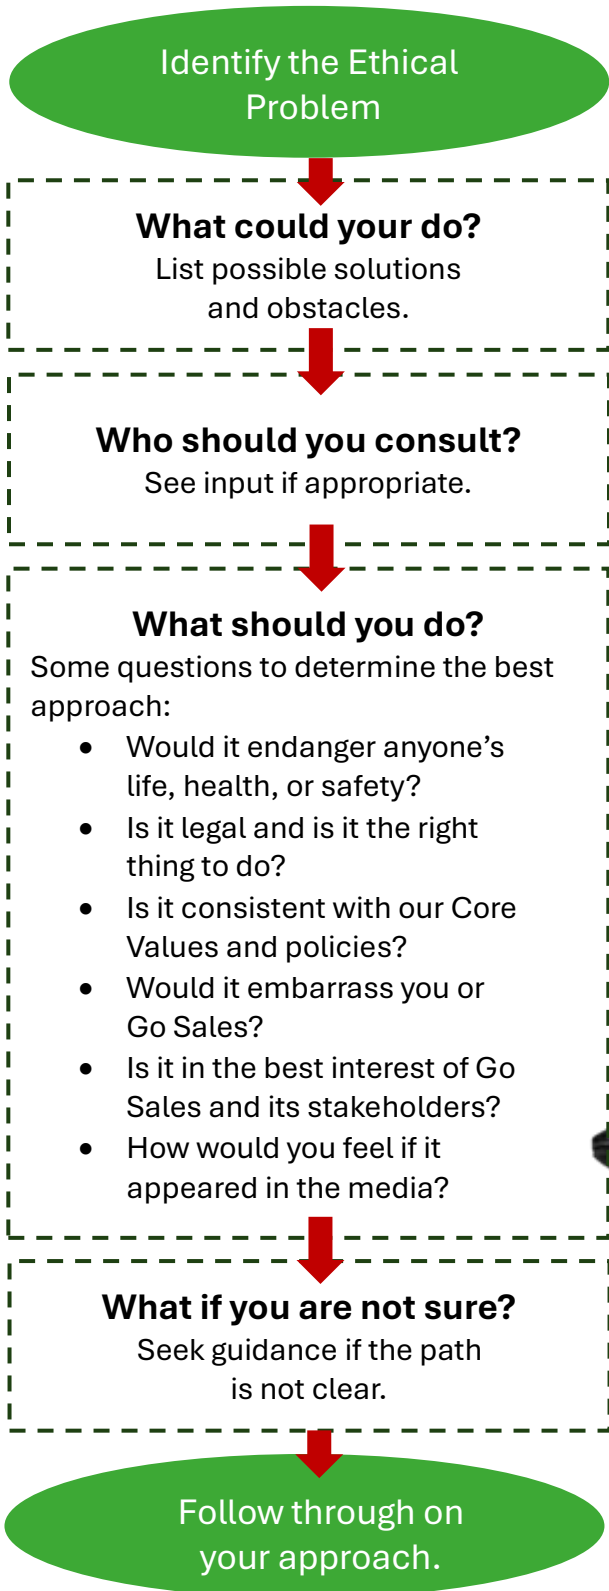 Identify the Ethical
Problem
What could your do?
List possible solutions
and obstacles.
Who should you consult?
See input if appropriate.
What should you do?
Some questions to determine the best
approach:
• Would it endanger anyone’s
life, health, or safety?
• Is it legal and is it the right
thing to do?
• Is it consistent with our Core
Values and policies?
• Would it embarrass you or
Go Sales?
• Is it in the best interest of Go
Sales and its stakeholders?
• How would you feel if it
appeared in the media?
What if you are not sure?
Seek guidance if the path
is not clear.
Follow through on
your approach.